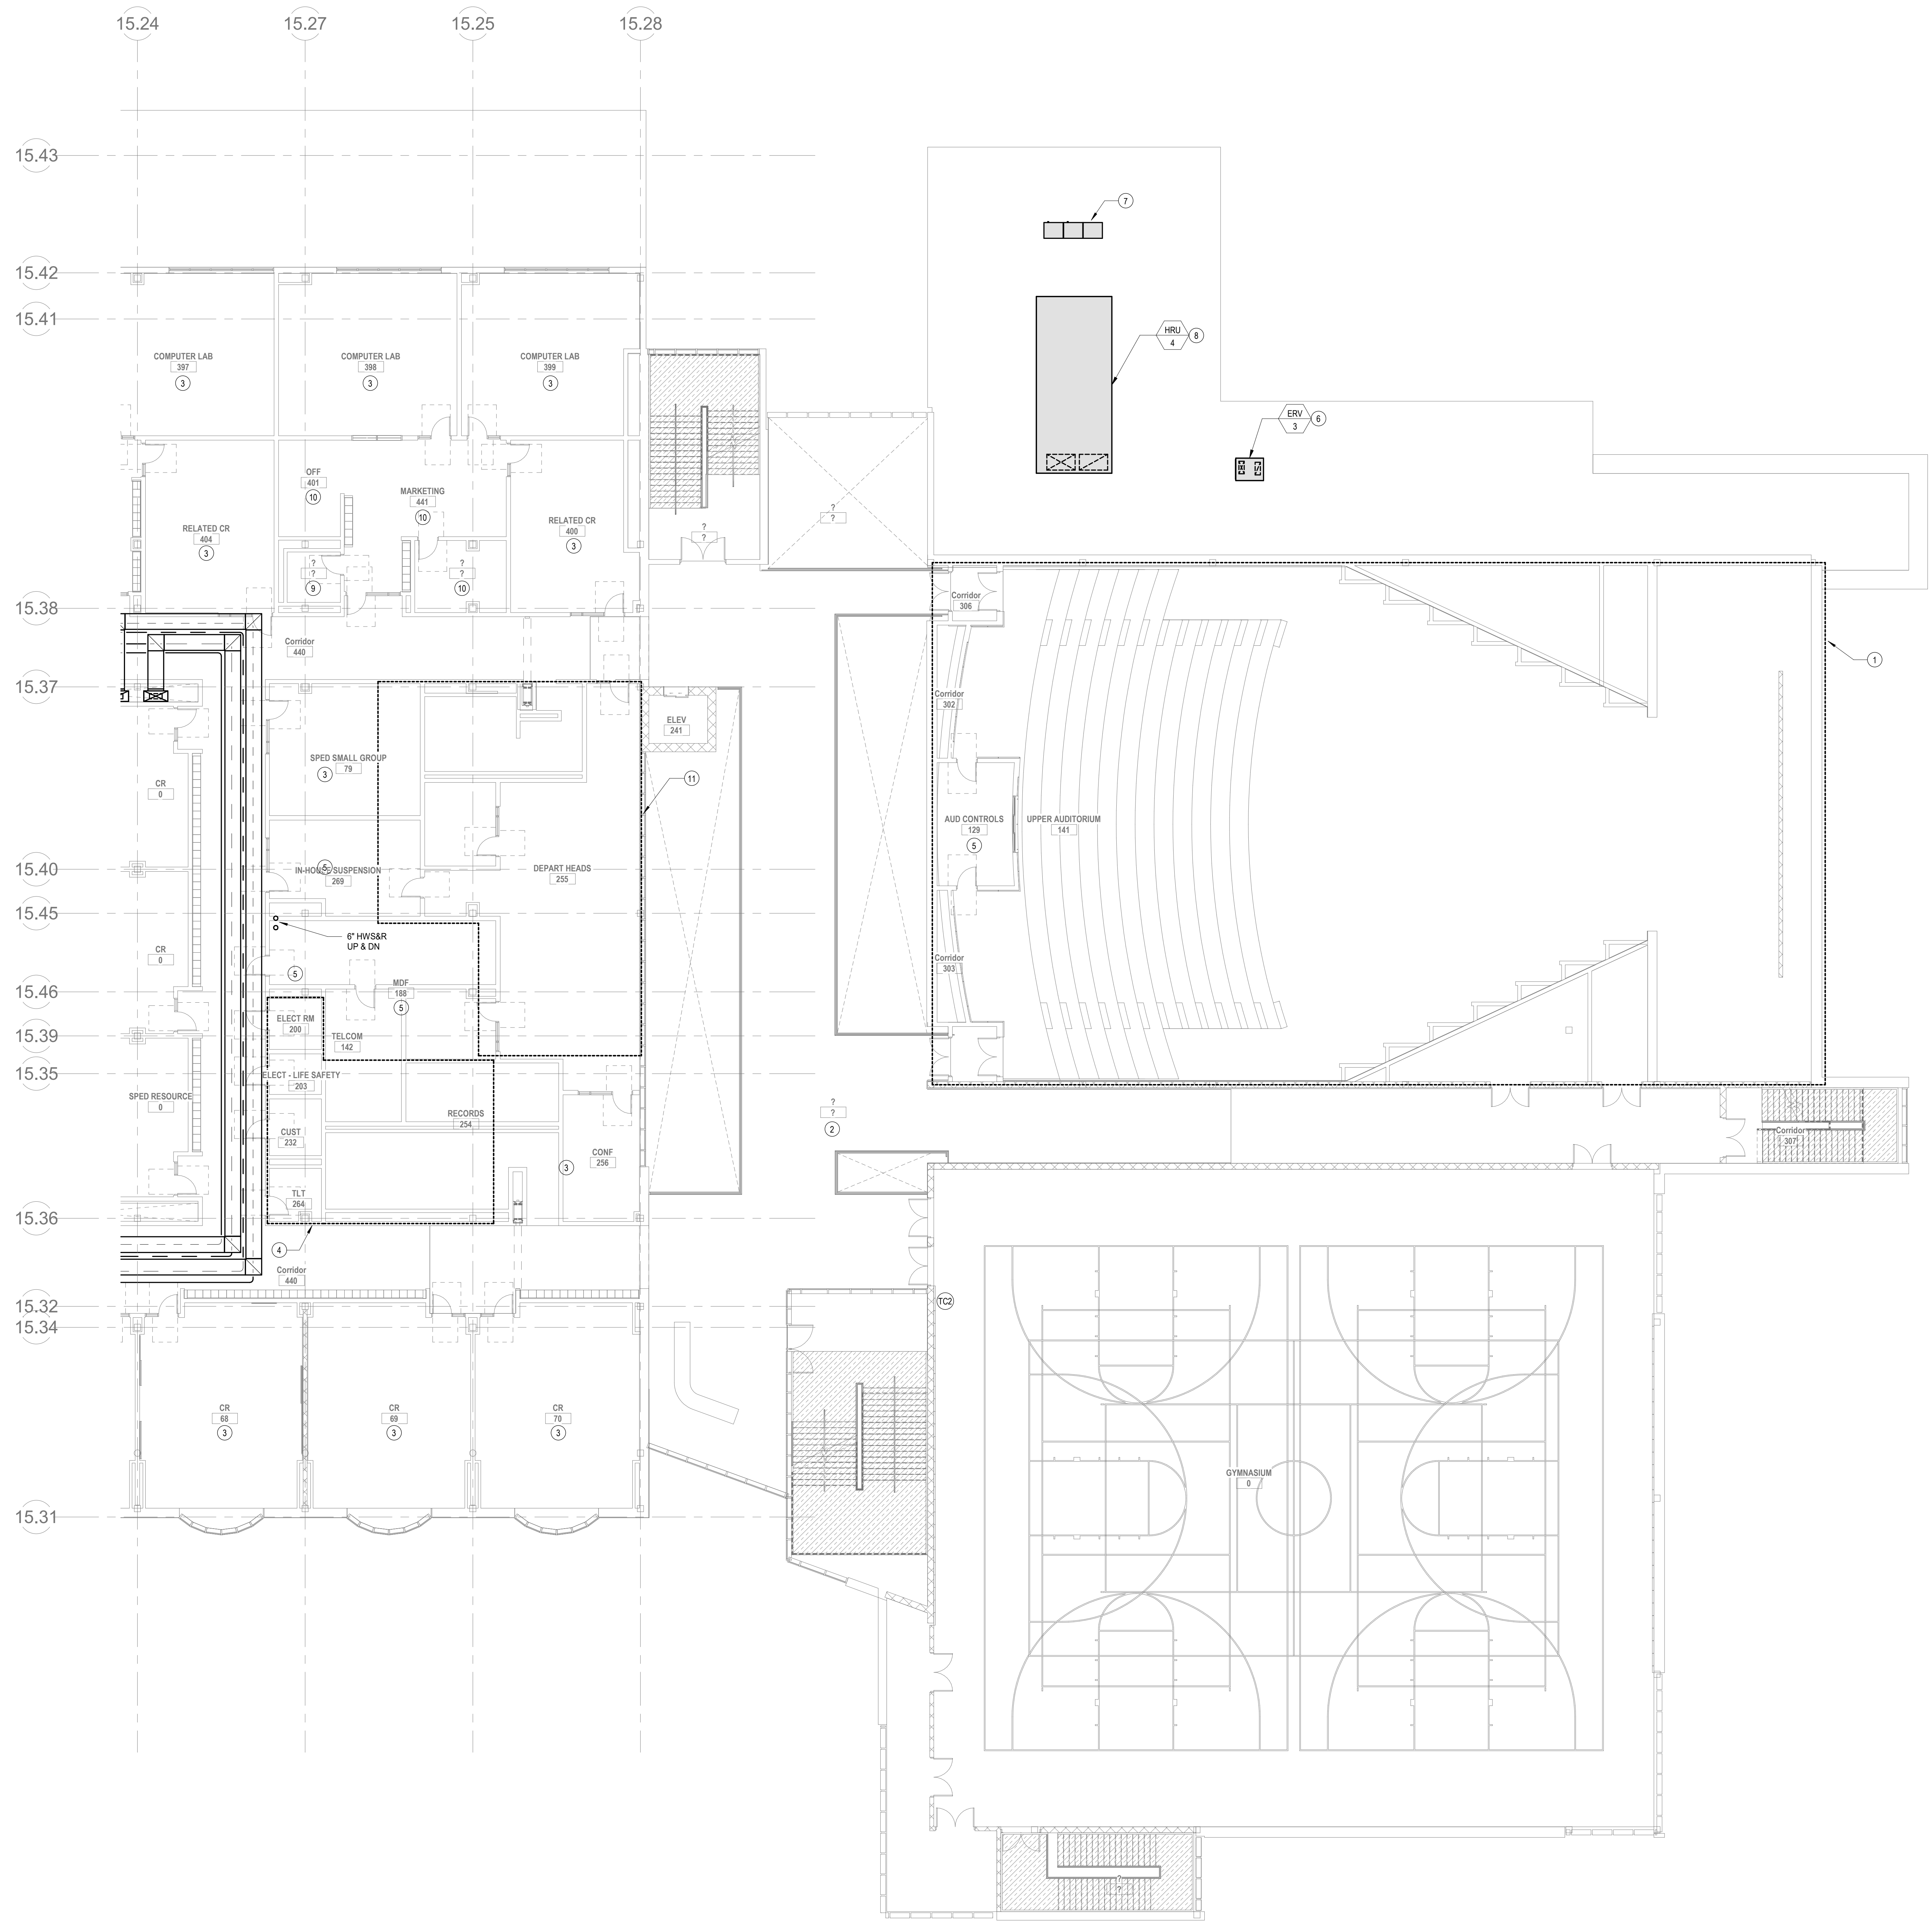 15.24
15.27
15.25
15.28
15.43
7
15.42
15.41
HRU
4
8
COMPUTER LAB
397
3
COMPUTER LAB
398
3
COMPUTER LAB
399
3
ERV
3
6
OFF
401
10
MARKETING
441
10
RELATED CR
404
3
RELATED CR
400
3
?
?
?
?
?
?
9
?
?
10
15.38
Corridor
306
Corridor
440
1
15.37
Corridor
302
ELEV
241
SPED SMALL GROUP
79
3
11
CR
0
AUD CONTROLS
129
5
UPPER AUDITORIUM
141
15.40
5
IN-HOUSE SUSPENSION
269
DEPART HEADS
255
15.45
6" HWS&R
UP & DN
CR
0
Corridor
303
5
MDF
188
5
15.46
ELECT RM
200
TELCOM
142
15.39
15.35
ELECT - LIFE SAFETY
203
SPED RESOURCE
0
RECORDS
254
?
?
2
CUST
232
Corridor
307
CONF
256
3
TLT
264
15.36
4
Corridor
440
15.32
TC2
15.34
CR
68
3
CR
69
3
CR
70
3
GYMNASIUM
0
15.31
?
?